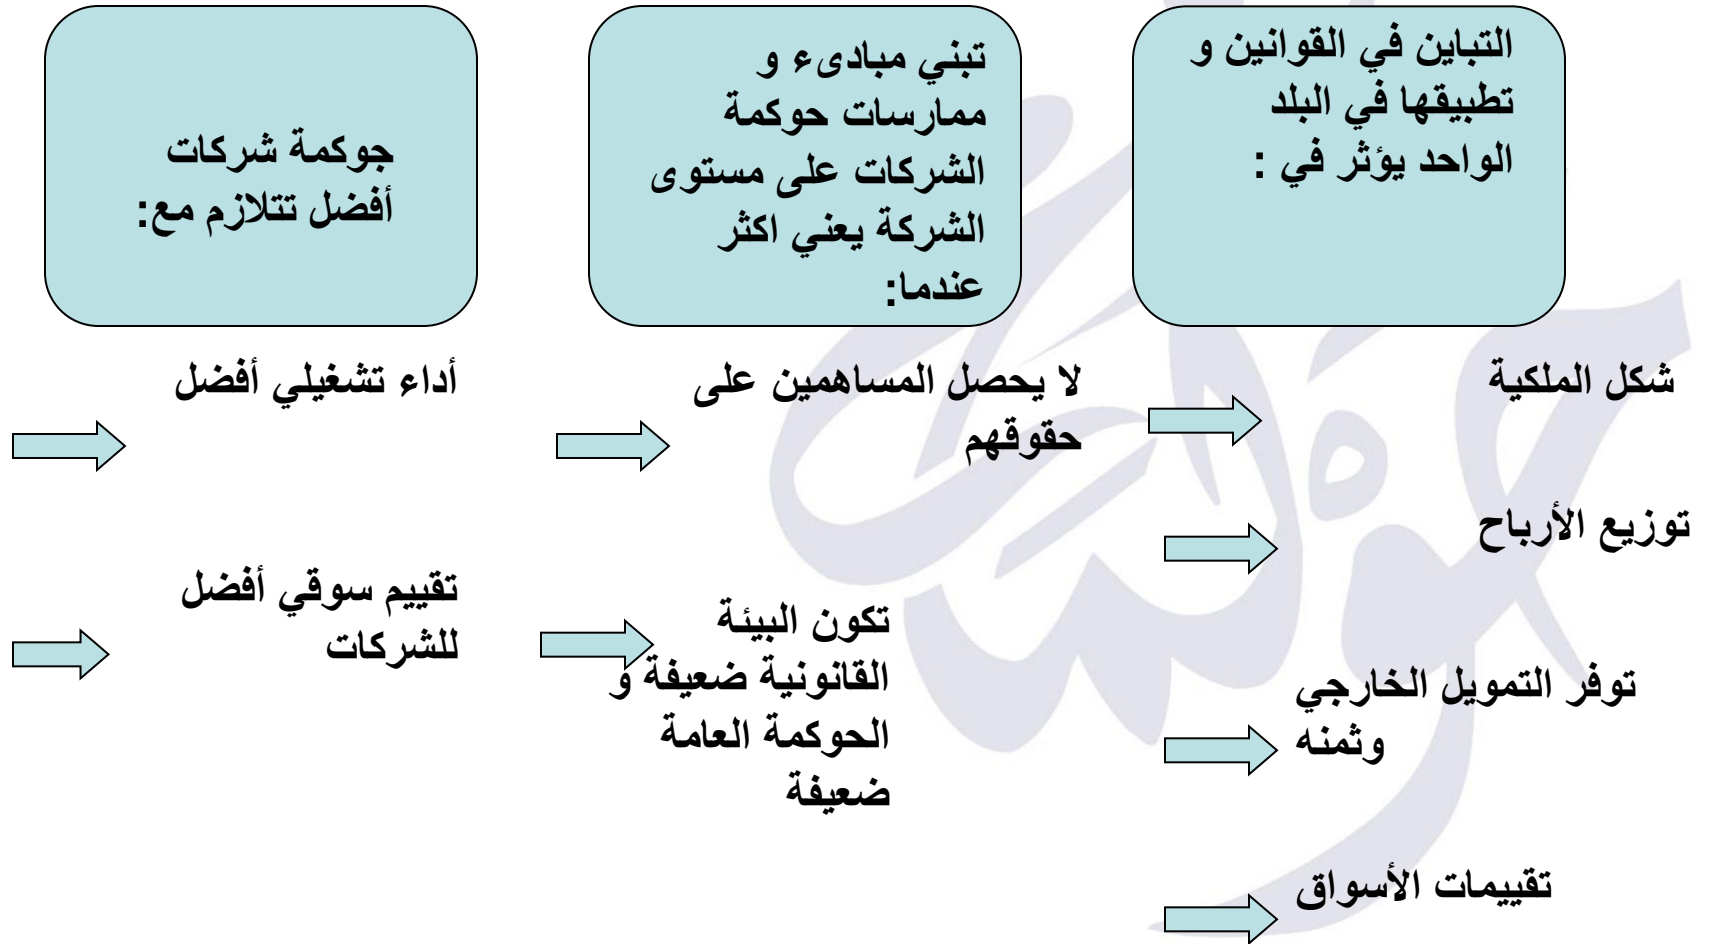 التباين في القوانين و
تطبيقها في البلد
الواحد يؤثر في :
شكل الملكية
توزيع الأرباح
توفر التمويل الخارجي
وثمنه
تقييمات الأسواق
تبني مبادىء و
ممارسات حوكمة
الشركات على مستوى
الشركة يعني اكثر
عندما:
لا يحصل المساهمين على
حقوقهم
تكون البيئة
القانونية ضعيفة و
الحوكمة العامة
ضعيفة
جوكمة شركات
أفضل تتلازم مع:
أداء تشغيلي أفضل
تقييم سوقي أفضل
للشركات